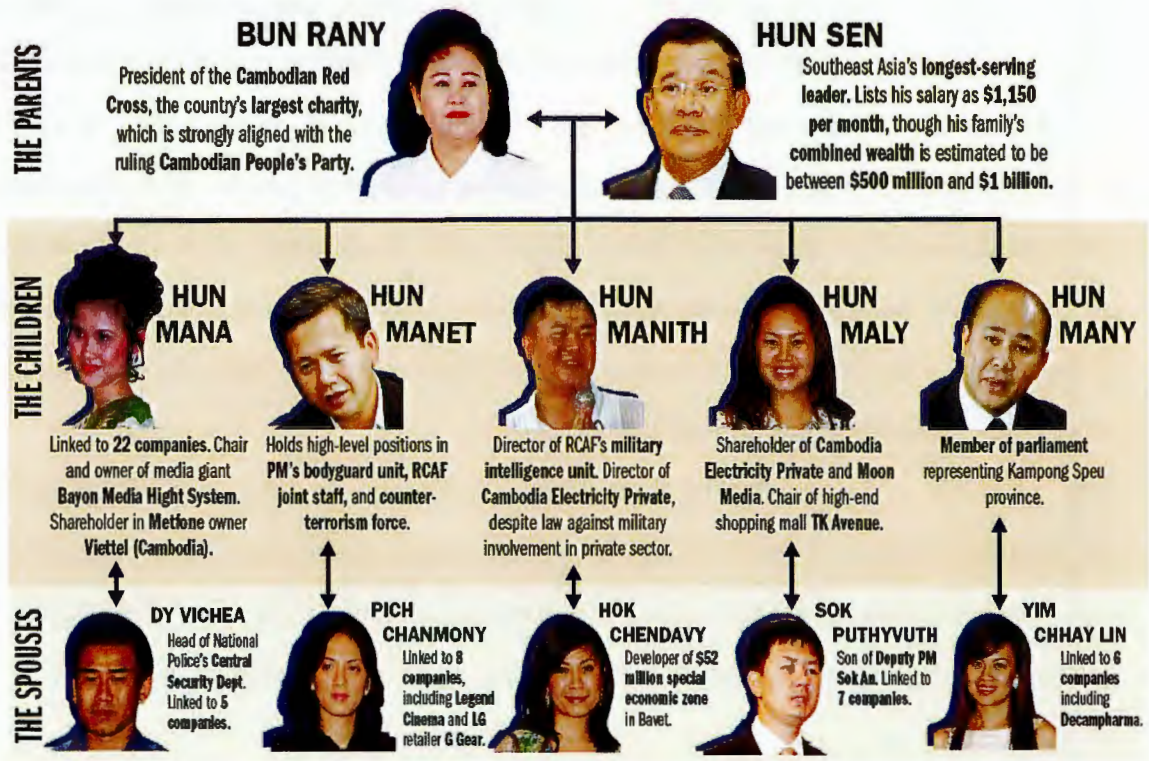 THE PARENTS
BUN RANY
President of the Cambodian Red
Cross, the country's largest charity,
which is strongly aligned with the
ruling Cambodian People's Party.
HUN SEN
Southeast Asia's longest-serving
leader. Lists his salary as $1,150
per month, though his family's
combined wealth is estimated to be
between $500 million and $1 billion.
THE CHILDREN
HUN
MANA
Linked to 22 companies. Chair
and owner of media giant
Bayon Media Hight System.
Shareholder in Metfone owner
Viettel (Cambodia).
HUN
MANET
Holds high-level positions in
PM's bodyguard unit, RCAF
joint staff, and counter-
terrorism force.
HUN
MANITH
Director of RCAF's military
intelligence unit. Director of
Cambodia Electricity Private,
despite law against military
involvement in private sector.
HUN
MALY
Shareholder of Cambodia
Electricity Private and Moon
Media. Chair of high-end
shopping mall TK Avenue.
HUN
MANY
Member of parliament
representing Kampong Speu
province.
THE SPOUSES
DY VICHEA
Head of National
Police's Central
Security Dept.
Linked to 5
companies.
PICH
CHANMONY
Linked to 8
companies,
including Legend
Cinema and LG
retailer G Gear.
HOK
CHENDAVY
Developer of $52
million special
economic zone
in Bavet.
SOK
PUTHYVUTH
Son of Deputy PM
Sok An. Linked to
7 companies.
YIM
CHHAY LIN
Linked to 6
companies
including
Decampharma.